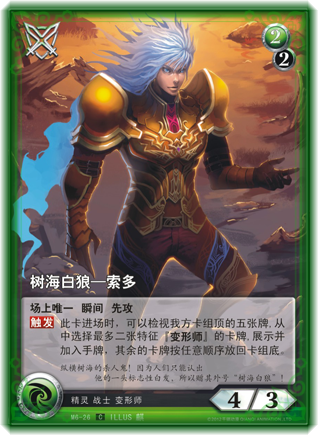 2
2
树海白狼—索多
场上唯一 瞬间 先攻
触发 此卡进场时，可以检视我方卡组顶的五张牌.从
中选择最多二张特征『变形师』的卡牌.展示并
加入手牌，其余的卡牌按任意顺序放回卡组底。
纵横树海的杀人鬼！因为人们只能认出
他的一头标志性白发、所以赠其外号“树海白狼”！
精灵 战士 变形师
4/3
M6-26 C ILLUS